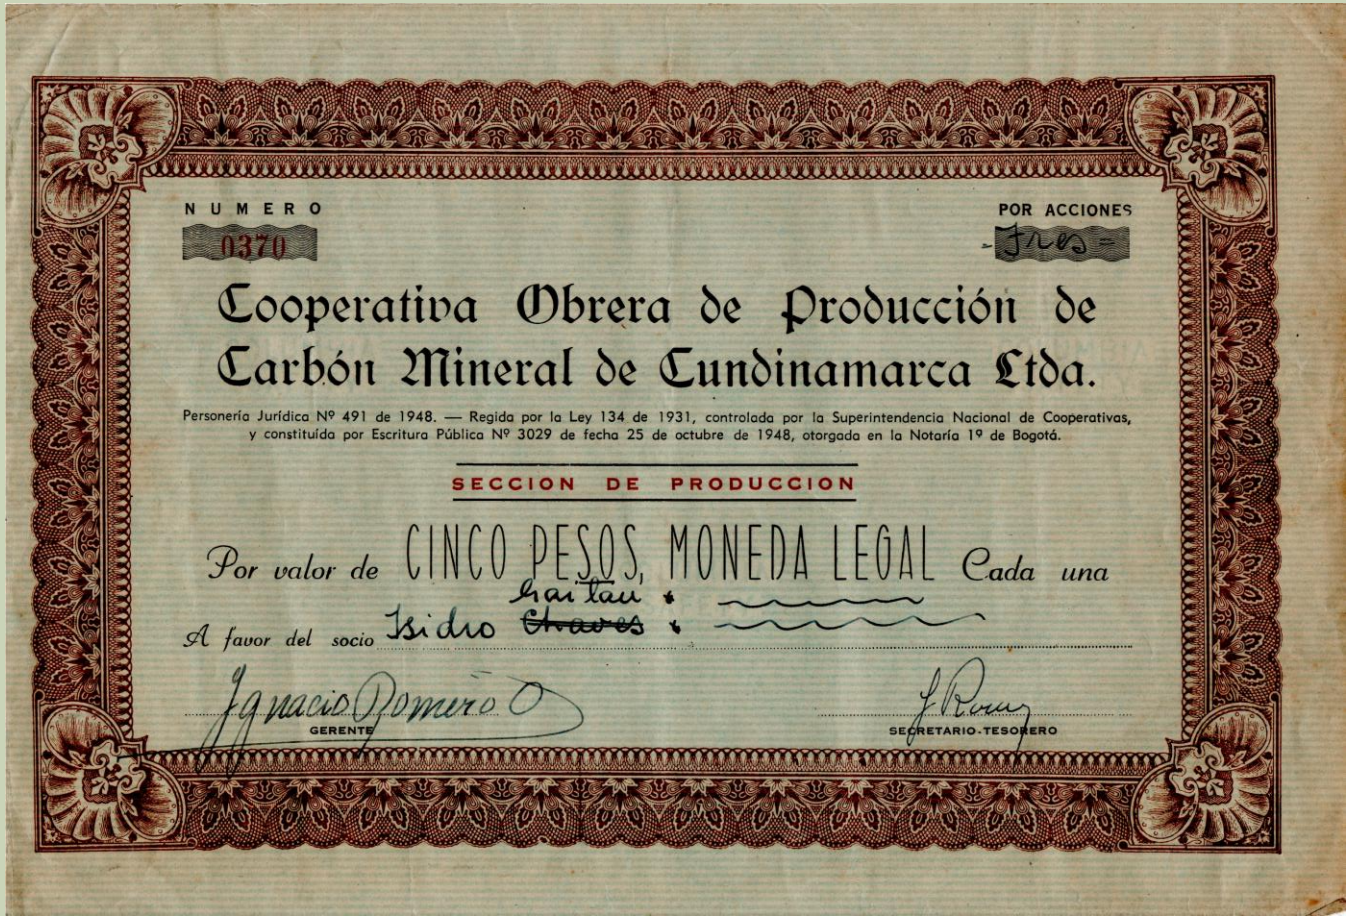 NUMERO
POR ACCIONES
0370
- Tres =
Cooperativa Obrera de Producción de
Carbón Mineral de Cundinamarca Ltda.
Personería Jurídica Nº 491 de 1948. — Regida por la Ley 134 de 1931, controlada por la Superintendencia Nacional de Cooperativas,
y constituída por Escritura Pública Nº 3029 de fecha 25 de octubre de 1948, otorgada en la Notaría 1º de Bogotá.
SECCION DE PRODUCCION
Por valor de CINCO PESOS, MONEDA LEGAL Cada una
Gaitan
A favor del socio Isidro Chaves
Ignacio Romero O
GERENTE
SECRETARIO-TESORERO